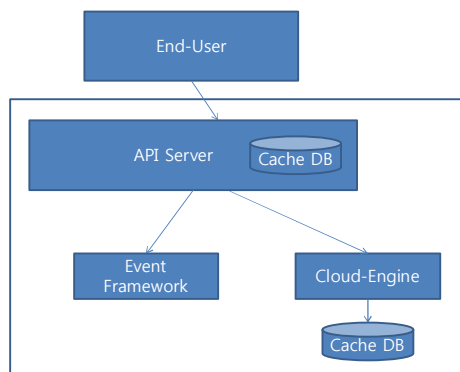 End-User
API Server
Cache DB
Event
Framework
Cloud-Engine
Cache DB